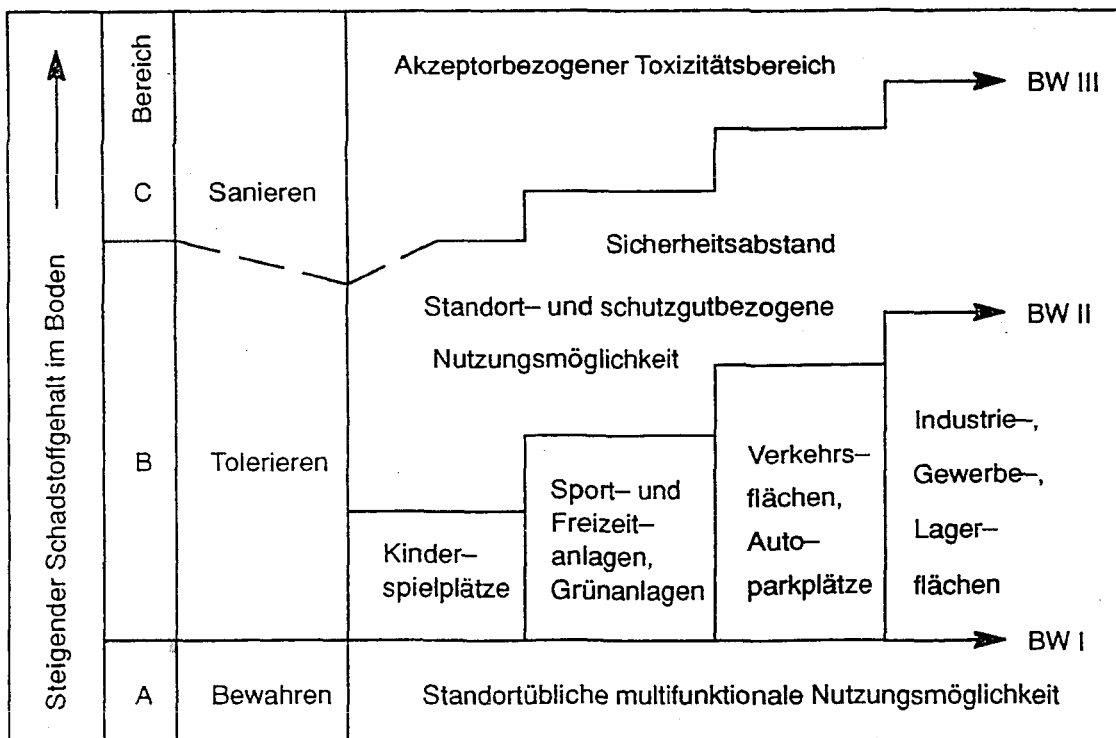 Steigender Schadstoffgehalt im Boden
Bereich
C
Sanieren
Akzeptorbezogener Toxizitätsbereich
BW III
Sicherheitsabstand
Standort– und schutzgutbezogene
Nutzungsmöglichkeit
BW II
B
Tolerieren
Kinder–
spielplätze
Sport– und
Freizeit–
anlagen,
Grünanlagen
Verkehrs–
flächen,
Auto–
parkplätze
Industrie–,
Gewerbe–,
Lager–
flächen
BW I
A
Bewahren
Standortübliche multifunktionale Nutzungsmöglichkeit